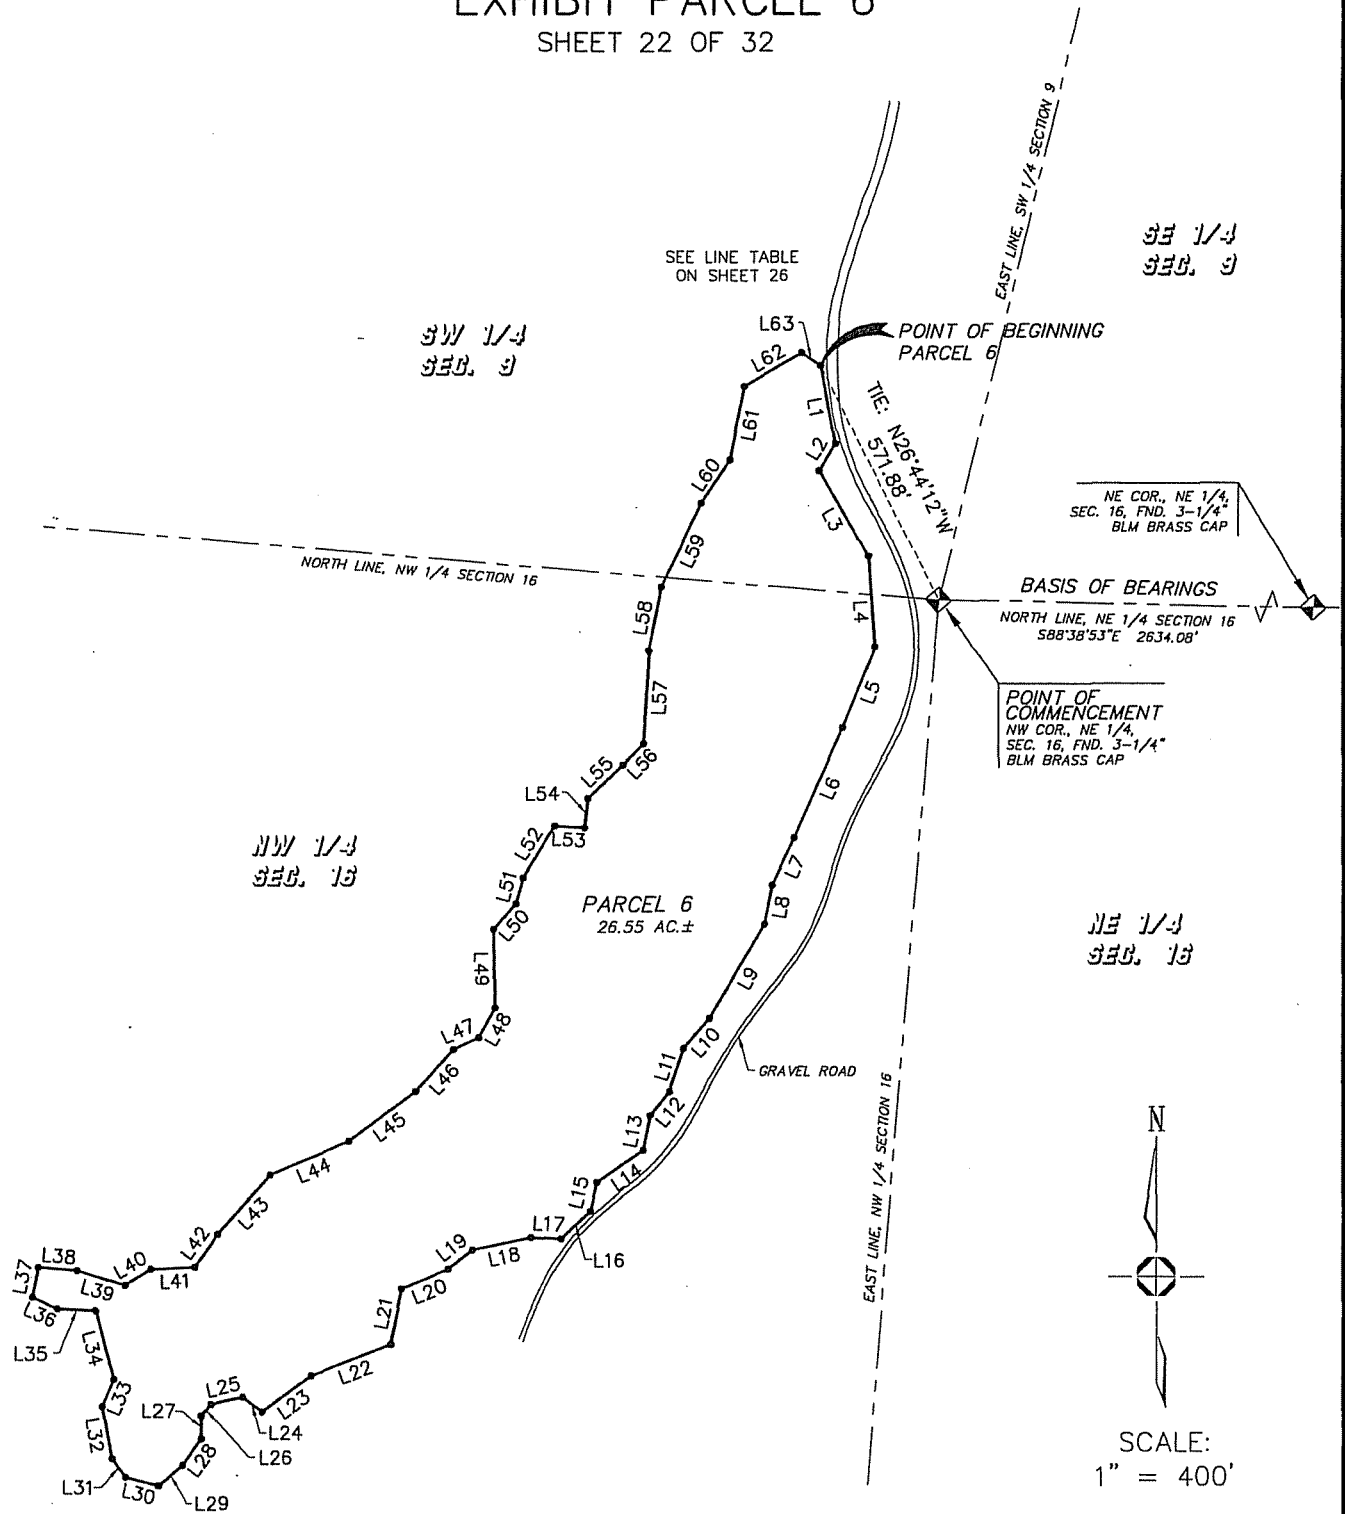 EXHIBIT PARCEL 6
SHEET 22 OF 32
EAST LINE, SW 1/4 SECTION 9
SE 1/4
SEC. 9
SEE LINE TABLE
ON SHEET 26
SW 1/4
SEC. 9
L63
POINT OF BEGINNING
PARCEL 6
L62
L1
TIE: N26°44'12"W
571.88'
L61
L2
L60
L3
NE COR., NE 1/4,
SEC. 16, FND. 3-1/4"
BLM BRASS CAP
NORTH LINE, NW 1/4 SECTION 16
L59
BASIS OF BEARINGS
NORTH LINE, NE 1/4 SECTION 16
S88°38'53"E 2634.08'
L58
L4
L57
L5
POINT OF
COMMENCEMENT
NW COR., NE 1/4,
SEC. 16, FND. 3-1/4"
BLM BRASS CAP
L56
L55
L54
L6
L53
L52
NW 1/4
SEC. 16
L51
L7
L50
PARCEL 6
26.55 AC.±
L8
NE 1/4
SEC. 16
L49
L9
L48
L47
L10
L46
L11
GRAVEL ROAD
L12
EAST LINE, NW 1/4 SECTION 16
N
L13
L45
L44
L14
L15
L43
L17
L16
L42
L18
L19
L41
L40
L38
L39
L37
L20
L36
L21
L35
L34
L22
L33
L23
L25
L27
L24
L26
L32
L28
L31
L30
L29
SCALE:
1" = 400'